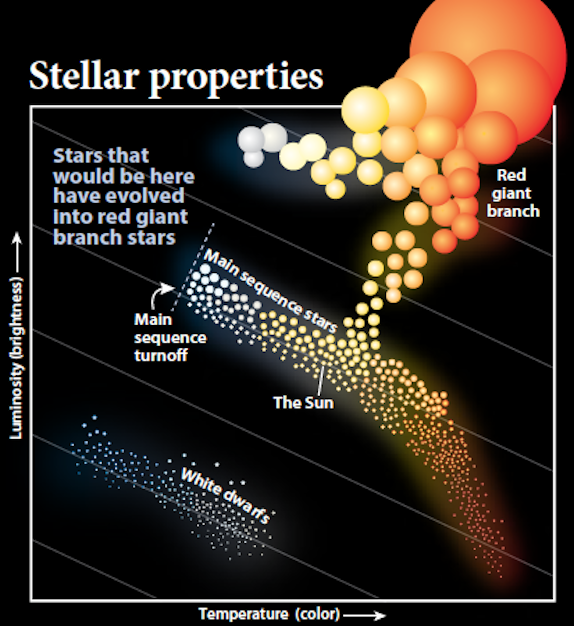 Stellar properties
Stars that
would be here
have evolved
into red giant
branch stars
Red
giant
branch
Main sequence stars
Main
sequence
turnoff
The Sun
White dwarfs
Luminosity (brightness)
Temperature (color)